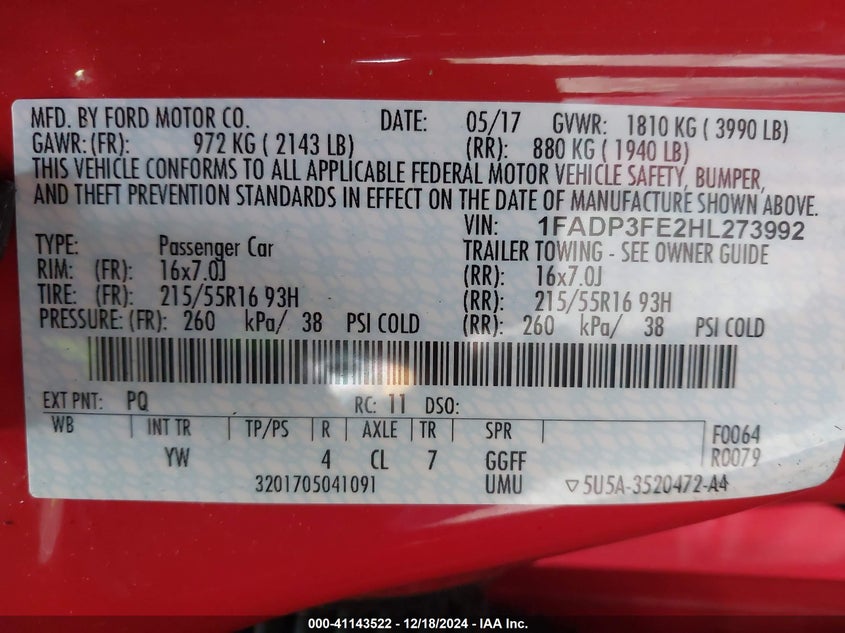 MFD. BY FORD MOTOR CO. DATE: 05/17 GVWR: 1810 KG ( 3990 LB)
GAWR: (FR): 972 KG ( 2143 LB) (RR): 880 KG ( 1940 LB)
THIS VEHICLE CONFORMS TO ALL APPLICABLE FEDERAL MOTOR VEHICLE SAFETY, BUMPER,
AND THEFT PREVENTION STANDARDS IN EFFECT ON THE DATE OF MANUFACTURE SHOWN ABOVE.
VIN: 1FADP3FE2HL273992
TYPE: Passenger Car TRAILER TOWING - SEE OWNER GUIDE
RIM: (FR): 16x7.0J (RR): 16x7.0J
TIRE: (FR): 215/55R16 93H (RR): 215/55R16 93H
PRESSURE: (FR): 260 kPa/ 38 PSI COLD (RR): 260 kPa/ 38 PSI COLD
EXT PNT: PQ RC: 11 DSO:
WB INT TR TP/PS R AXLE TR SPR F0064
YW 4 CL 7 GGFF R0079
3201705041091 UMU ▽5U5A-3520472-A4
000-41143522 - 12/18/2024 - IAA Inc.